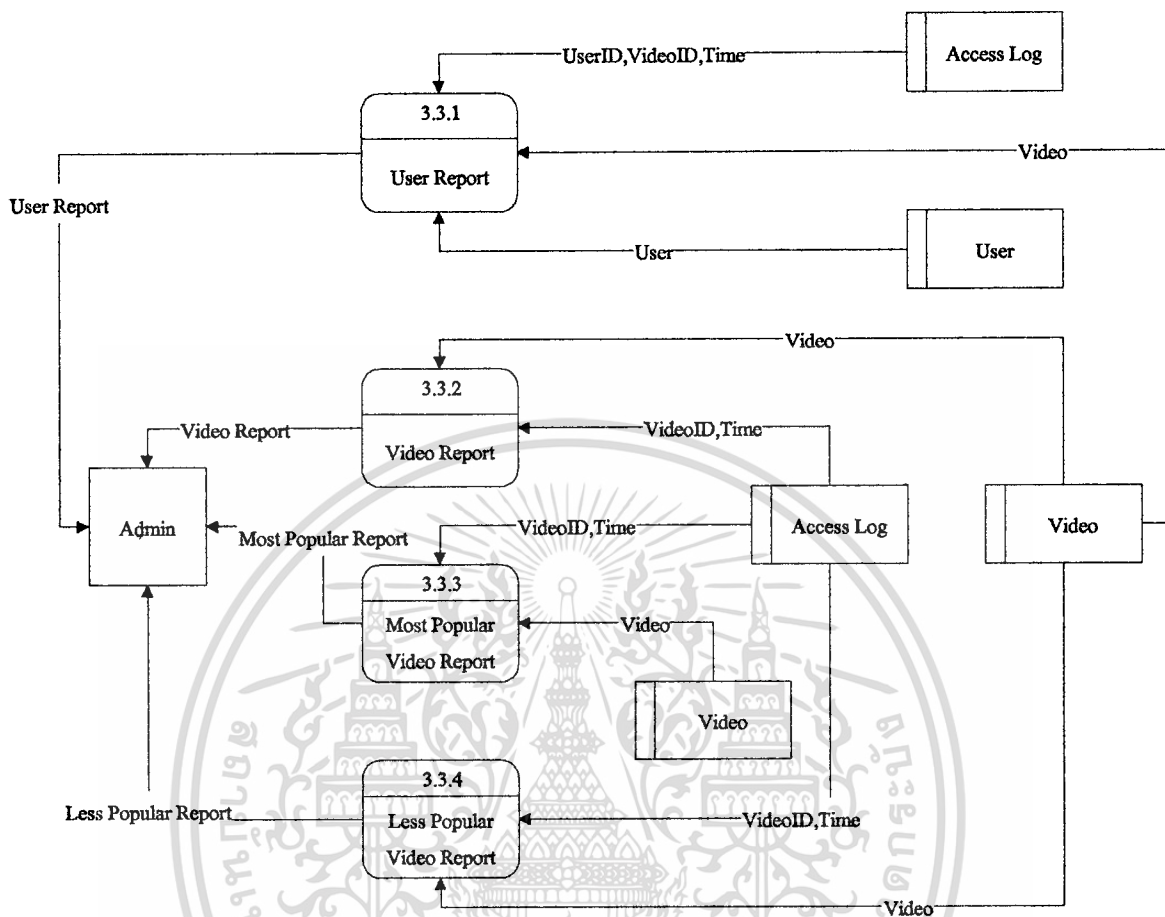 UserID,VideoID,Time
Access Log
3.3.1
User Report
Video
User Report
User
User
Video
3.3.2
Video Report
Video Report
VideoID,Time
Admin
Most Popular Report
VideoID,Time
Access Log
Video
3.3.3
Most Popular
Video Report
Video
Video
3.3.4
Less Popular
Video Report
Less Popular Report
VideoID,Time
Video